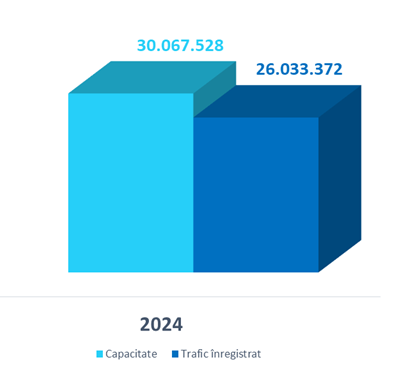 30.067.528
26.033.372
2024
Capacitate Trafic înregistrat